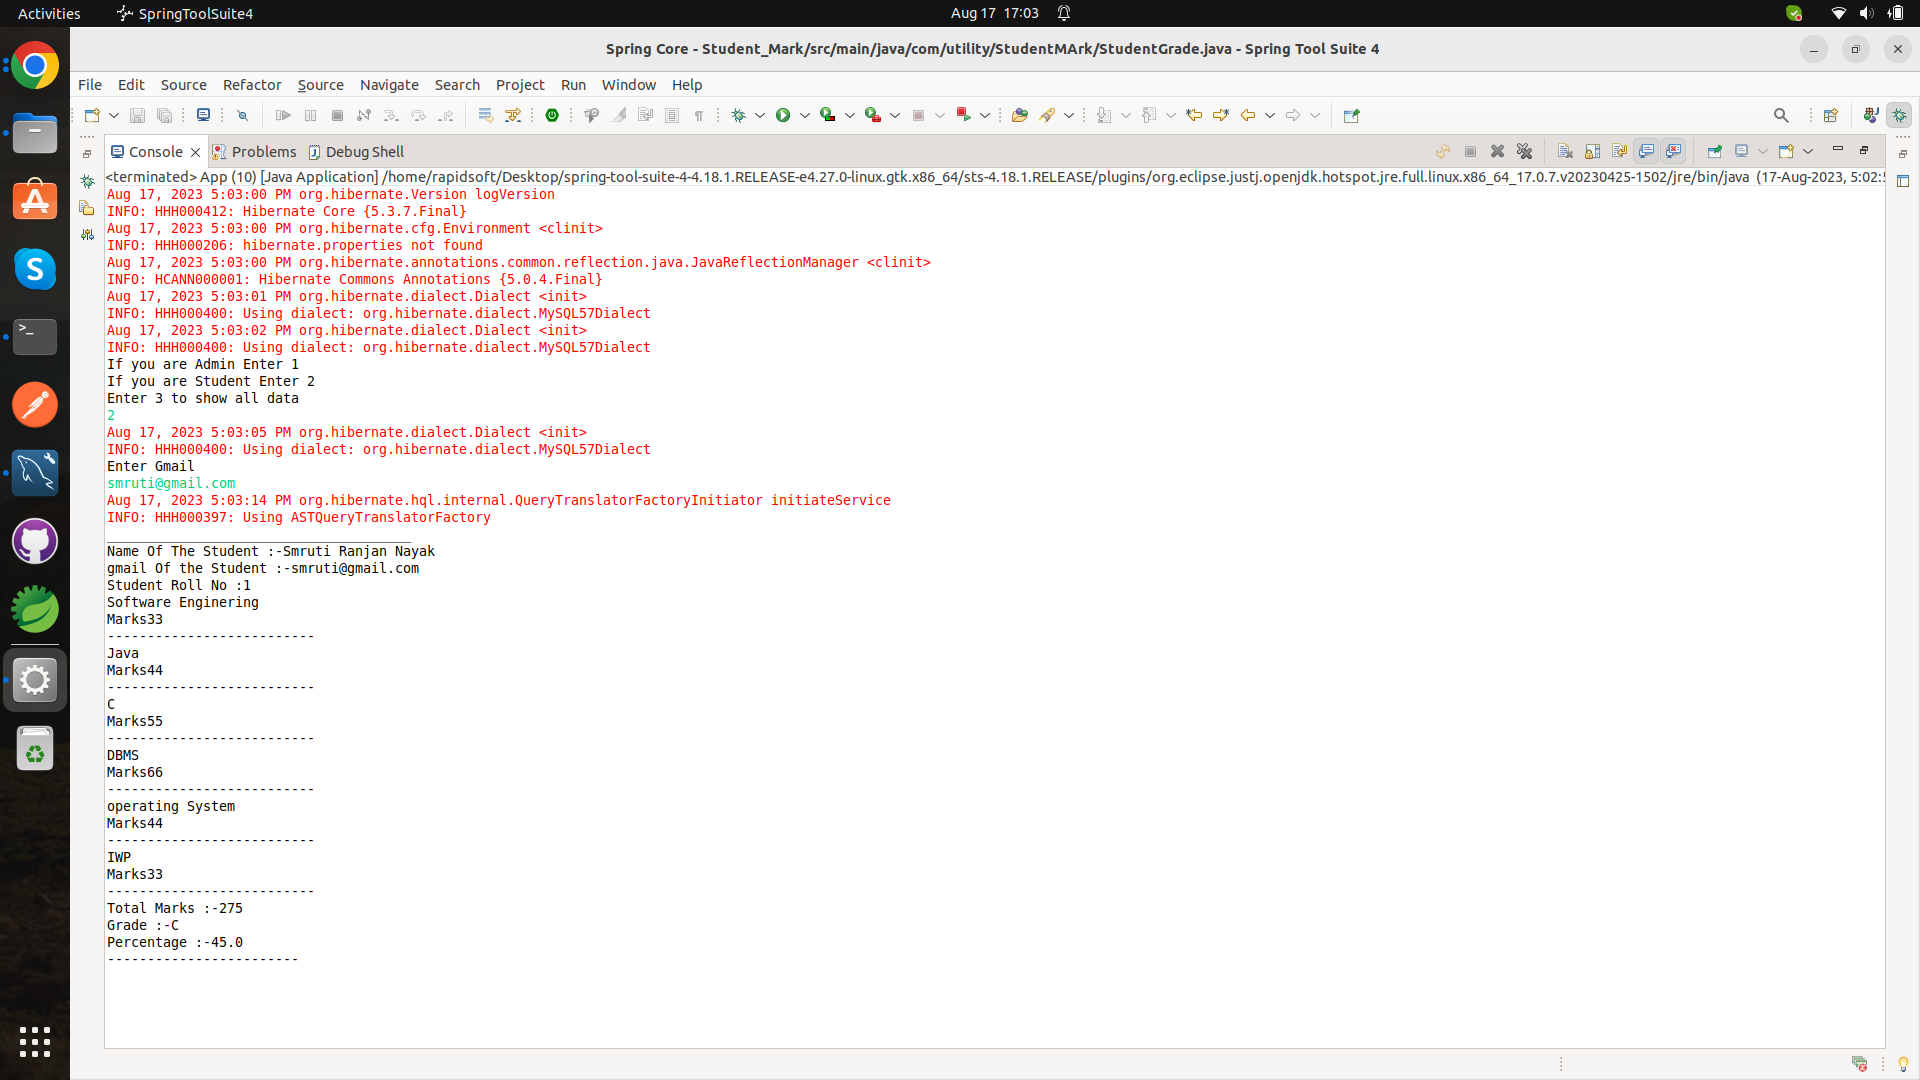 Activities SpringToolSuite4 Aug 17 17:03
Spring Core - Student_Mark/src/main/java/com/utility/StudentMArk/StudentGrade.java - Spring Tool Suite 4
File Edit Source Refactor Source Navigate Search Project Run Window Help
Console Problems Debug Shell
<terminated> App (10) [Java Application] /home/rapidsoft/Desktop/spring-tool-suite-4-4.18.1.RELEASE-e4.27.0-linux.gtk.x86_64/sts-4.18.1.RELEASE/plugins/org.eclipse.justj.openjdk.hotspot.jre.full.linux.x86_64_17.0.7.v20230425-1502/jre/bin/java (17-Aug-2023, 5:02:
Aug 17, 2023 5:03:00 PM org.hibernate.Version logVersion
INFO: HHH000412: Hibernate Core {5.3.7.Final}
Aug 17, 2023 5:03:00 PM org.hibernate.cfg.Environment <clinit>
INFO: HHH000206: hibernate.properties not found
Aug 17, 2023 5:03:00 PM org.hibernate.annotations.common.reflection.java.JavaReflectionManager <clinit>
INFO: HCANN000001: Hibernate Commons Annotations {5.0.4.Final}
Aug 17, 2023 5:03:01 PM org.hibernate.dialect.Dialect <init>
INFO: HHH000400: Using dialect: org.hibernate.dialect.MySQL57Dialect
Aug 17, 2023 5:03:02 PM org.hibernate.dialect.Dialect <init>
INFO: HHH000400: Using dialect: org.hibernate.dialect.MySQL57Dialect
If you are Admin Enter 1
If you are Student Enter 2
Enter 3 to show all data
2
Aug 17, 2023 5:03:05 PM org.hibernate.dialect.Dialect <init>
INFO: HHH000400: Using dialect: org.hibernate.dialect.MySQL57Dialect
Enter Gmail
smruti@gmail.com
Aug 17, 2023 5:03:14 PM org.hibernate.hql.internal.QueryTranslatorFactoryInitiator initiateService
INFO: HHH000397: Using ASTQueryTranslatorFactory
______________________________________
Name Of The Student :-Smruti Ranjan Nayak
gmail Of the Student :-smruti@gmail.com
Student Roll No :1
Software Enginering
Marks33
--------------------------
Java
Marks44
--------------------------
C
Marks55
--------------------------
DBMS
Marks66
--------------------------
operating System
Marks44
--------------------------
IWP
Marks33
--------------------------
Total Marks :-275
Grade :-C
Percentage :-45.0
------------------------